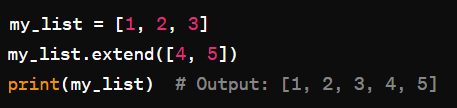 my_list = [1, 2, 3]
my_list.extend([4, 5])
print(my_list)  # Output: [1, 2, 3, 4, 5]